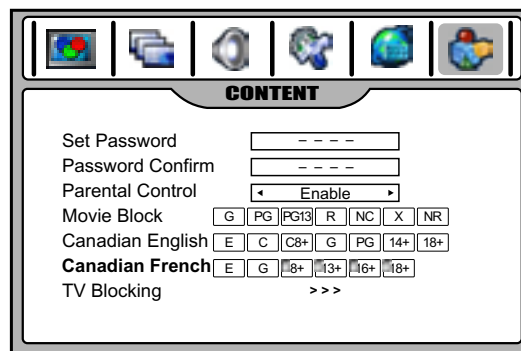 CONTENT
Set Password – – – –
Password Confirm – – – –
Parental Control ◂ Enable ▸
Movie Block G PG PG13 R NC X NR
Canadian English E C C8+ G PG 14+ 18+
Canadian French E G 8+ 13+ 16+ 18+
TV Blocking >>>